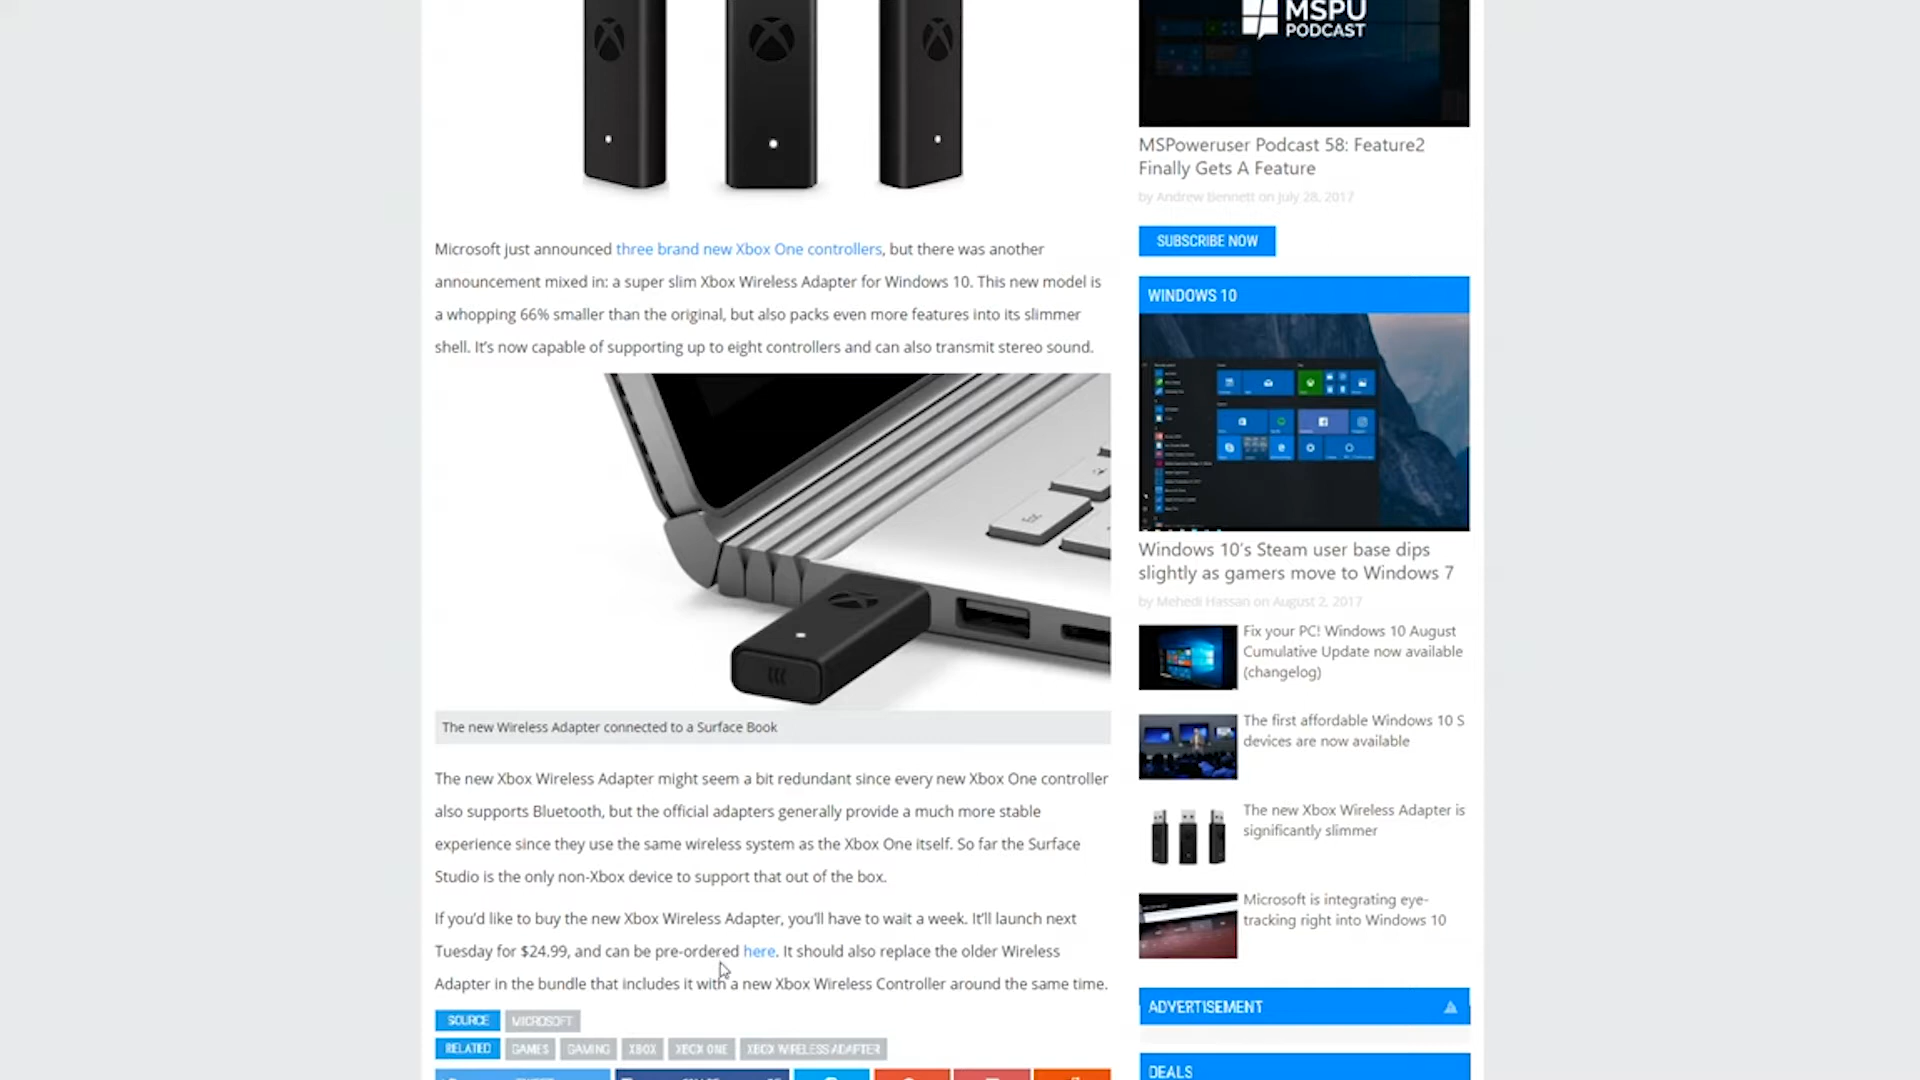 Microsoft just announced three brand new Xbox One controllers, but there was another
announcement mixed in: a super slim Xbox Wireless Adapter for Windows 10. This new model is
a whopping 66% smaller than the original, but also packs even more features into its slimmer
shell. It's now capable of supporting up to eight controllers and can also transmit stereo sound.
The new Wireless Adapter connected to a Surface Book
The new Xbox Wireless Adapter might seem a bit redundant since every new Xbox One controller
also supports Bluetooth, but the official adapters generally provide a much more stable
experience since they use the same wireless system as the Xbox One itself. So far the Surface
Studio is the only non-Xbox device to support that out of the box.
If you'd like to buy the new Xbox Wireless Adapter, you'll have to wait a week. It'll launch next
Tuesday for $24.99, and can be pre-ordered here. It should also replace the older Wireless
Adapter in the bundle that includes it with a new Xbox Wireless Controller around the same time.
SOURCE MICROSOFT
RELATED GAMES GAMING XBOX XBOX ONE XBOX WIRELESS ADAPTER
MSPU
PODCAST
MSPoweruser Podcast 58: Feature2
Finally Gets A Feature
by Andrew Bennett on July 28, 2017
SUBSCRIBE NOW
WINDOWS 10
Windows 10's Steam user base dips
slightly as gamers move to Windows 7
by Mehedi Hassan on August 2, 2017
Fix your PC! Windows 10 August
Cumulative Update now available
(changelog)
The first affordable Windows 10 S
devices are now available
The new Xbox Wireless Adapter is
significantly slimmer
Microsoft is integrating eye-
tracking right into Windows 10
ADVERTISEMENT
DEALS